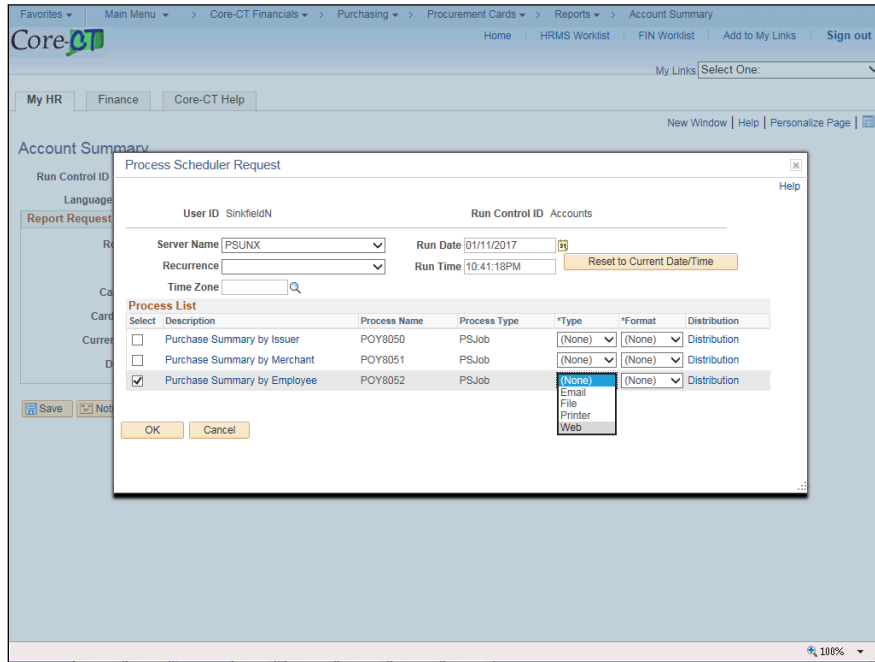 Favorites Main Menu > Core-CT Financials > Purchasing > Procurement Cards > Reports > Account Summary
Core-CT
Home HRMS Worklist FIN Worklist Add to My Links Sign out
My Links Select One:
My HR Finance Core-CT Help
New Window | Help | Personalize Page |
Account Summary
Process Scheduler Request
Help
Run Control ID
Language
Report Request
User ID SinkfieldN Run Control ID Accounts
Server Name PSUNX Run Date 01/11/2017 31
Recurrence Run Time 10:41:18PM Reset to Current Date/Time
Time Zone
Process List
Select Description Process Name Process Type *Type *Format Distribution
Purchase Summary by Issuer POY8050 PSJob (None) (None) Distribution
Purchase Summary by Merchant POY8051 PSJob (None) (None) Distribution
Purchase Summary by Employee POY8052 PSJob (None) (None) Distribution
Email
File
Printer
Web
Re
Ca
Card
Curren
D
Save Noti
OK Cancel
100%